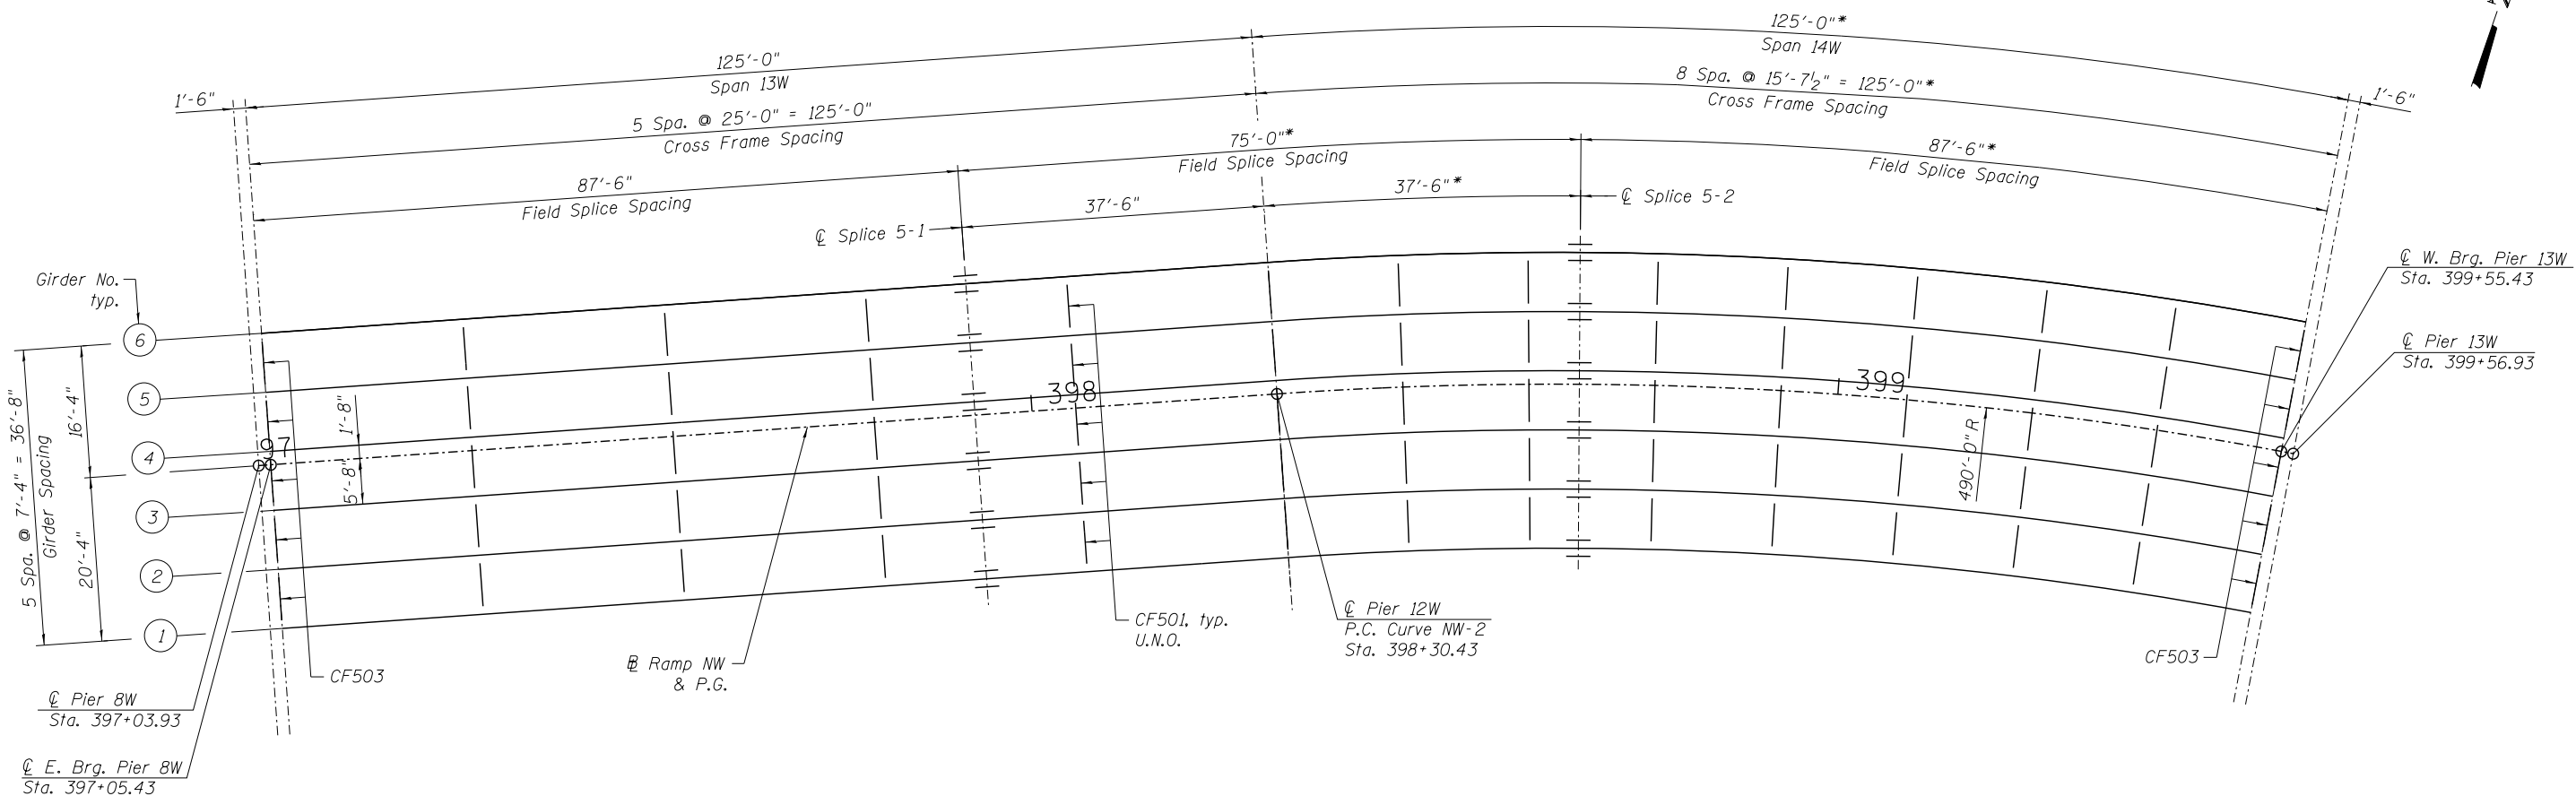 N
125'-0"
Span 13W
125'-0"*
Span 14W
1'-6"
5 Spa. @ 25'-0" = 125'-0"
Cross Frame Spacing
8 Spa. @ 15'-7½" = 125'-0"*
Cross Frame Spacing
1'-6"
87'-6"
Field Splice Spacing
75'-0"*
Field Splice Spacing
87'-6"*
Field Splice Spacing
37'-6"
37'-6"*
℄ Splice 5-1
℄ Splice 5-2
Girder No.
typ.
6
5
4
3
2
1
5 Spa. @ 7'-4" = 36'-8"
Girder Spacing
16'-4"
20'-4"
1'-8"
5'-8"
97
398
399
490'-0" R
℄ W. Brg. Pier 13W
Sta. 399+55.43
℄ Pier 13W
Sta. 399+56.93
CF503
CF501, typ.
U.N.O.
℄ Pier 12W
P.C. Curve NW-2
Sta. 398+30.43
CF503
Ramp NW
& P.G.
℄ Pier 8W
Sta. 397+03.93
℄ E. Brg. Pier 8W
Sta. 397+05.43